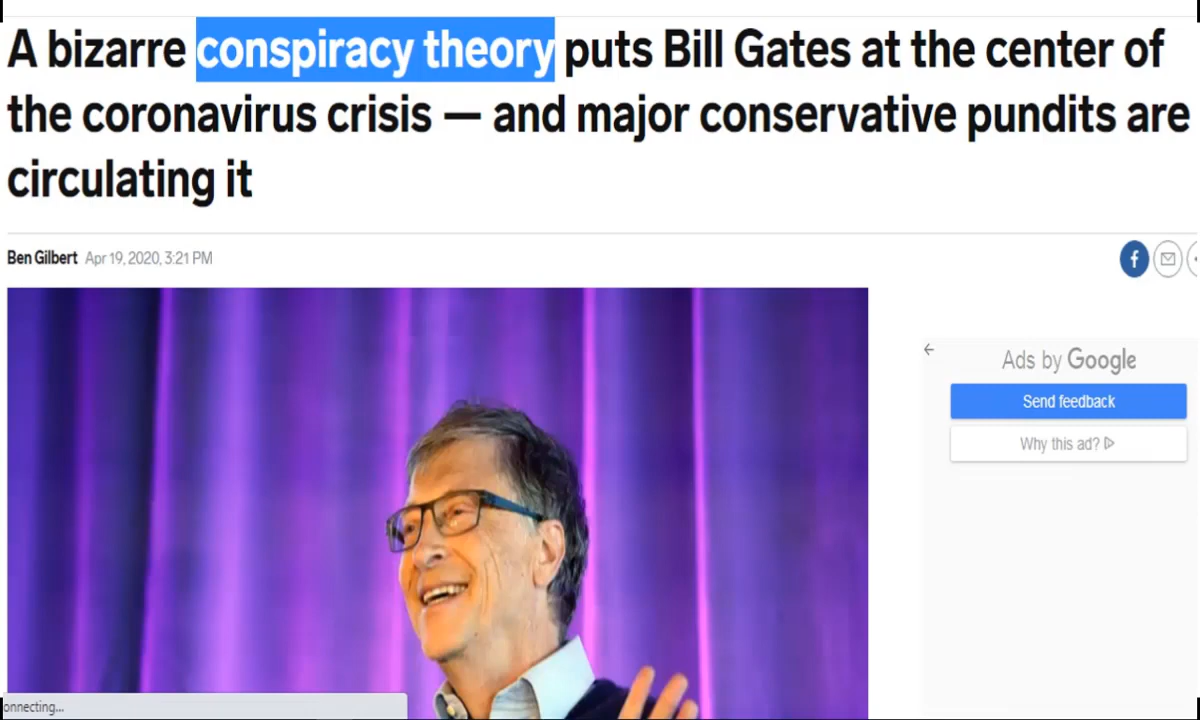 A bizarre conspiracy theory puts Bill Gates at the center of
the coronavirus crisis — and major conservative pundits are
circulating it
Ben Gilbert Apr 19, 2020, 3:21 PM
f
Ads by Google
Send feedback
Why this ad?
onnecting...